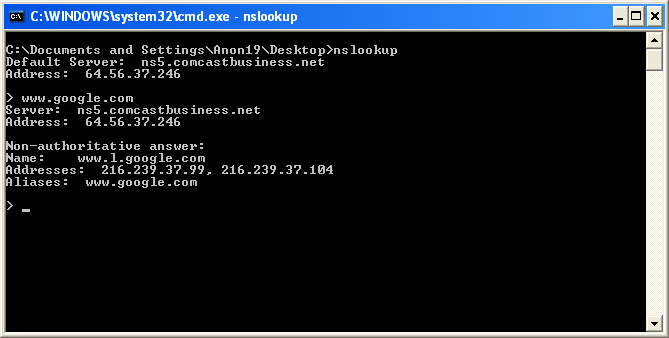 C:\WINDOWS\system32\cmd.exe - nslookup
C:\Documents and Settings\Anon19\Desktop>nslookup
Default Server:  ns5.comcastbusiness.net
Address:  64.56.37.246
> www.google.com
Server:  ns5.comcastbusiness.net
Address:  64.56.37.246
Non-authoritative answer:
Name:    www.l.google.com
Addresses:  216.239.37.99, 216.239.37.104
Aliases:  www.google.com
> _